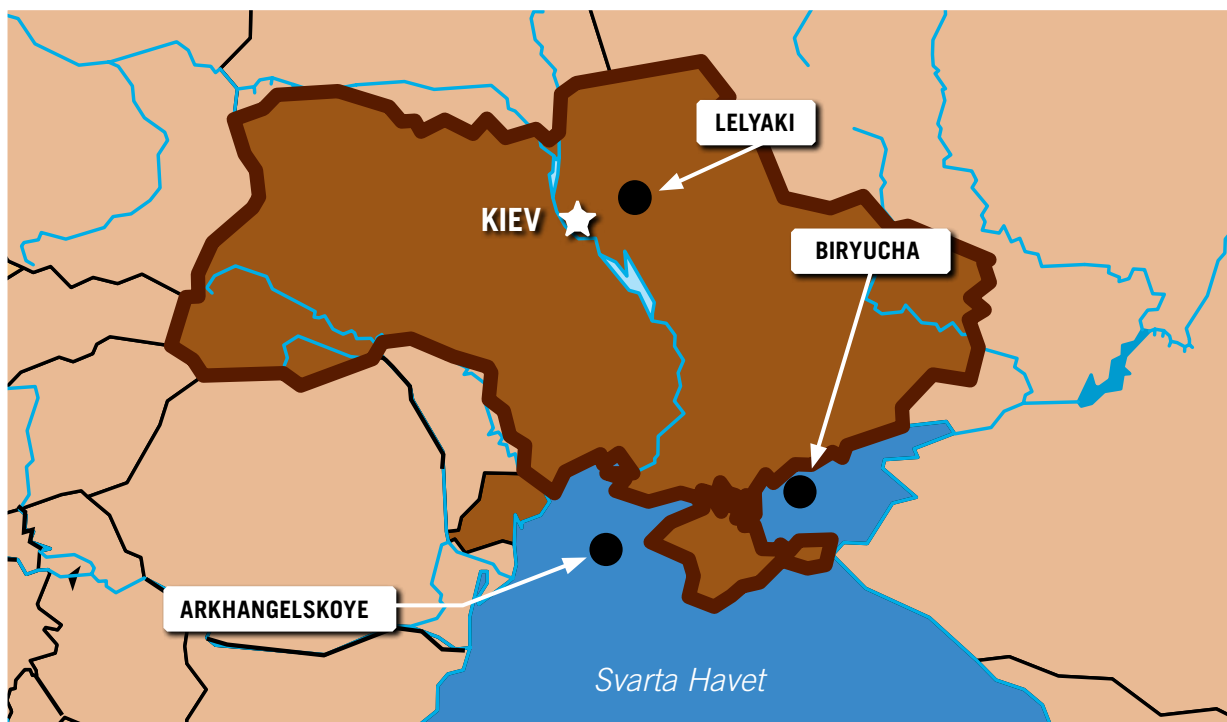 LELYAKI
KIEV
BIRYUCHA
ARKHANGELSKOYE
Svarta Havet